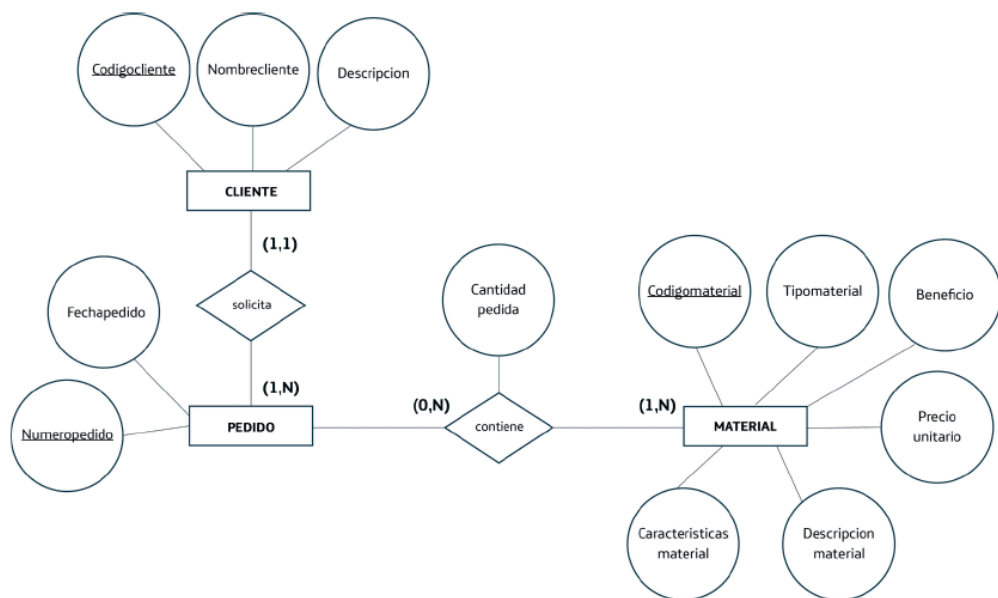 Codigocliente
Nombrecliente
Descripcion
CLIENTE
(1,1)
solicita
Fechapedido
Numeropedido
(1,N)
PEDIDO
(0,N)
Cantidad
pedida
contiene
(1,N)
Codigomaterial
Tipomaterial
Beneficio
MATERIAL
Precio
unitario
Caracteristicas
material
Descripcion
material